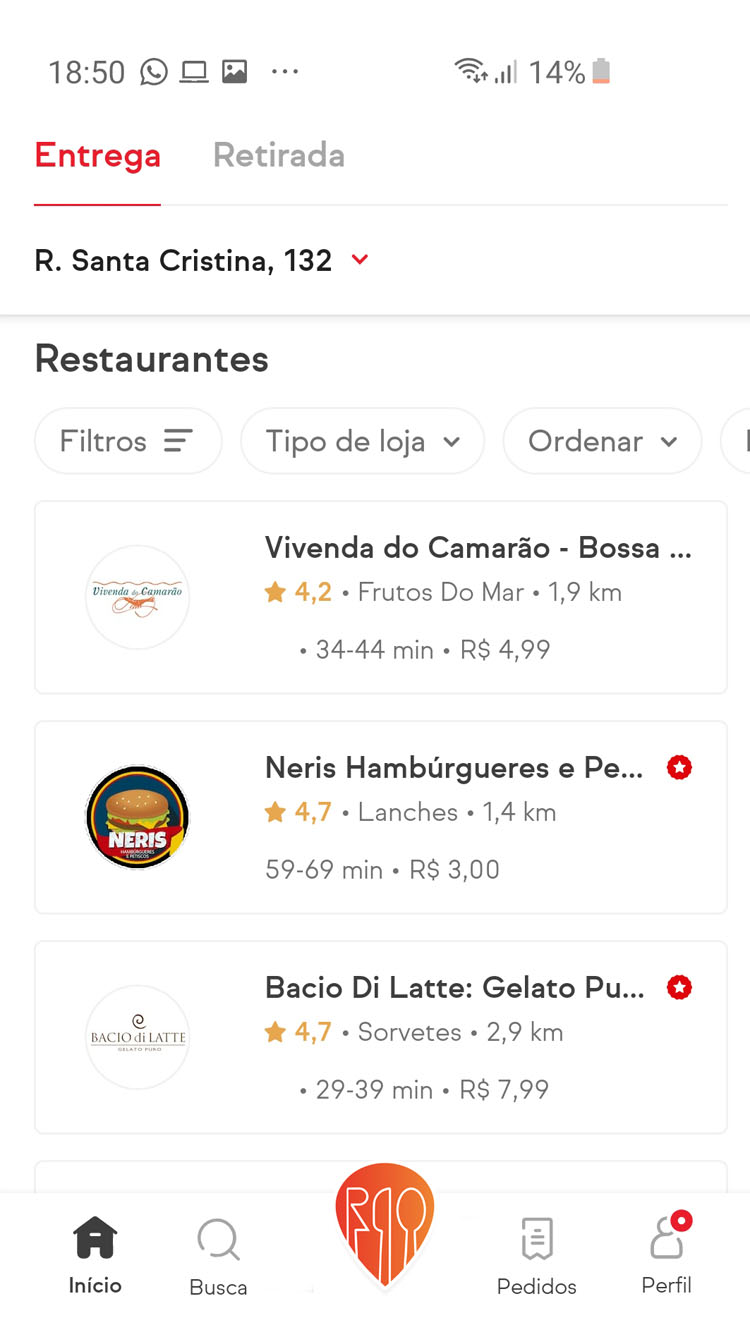 18:50 ... 14%
Entrega Retirada
R. Santa Cristina, 132
Restaurantes
Filtros Tipo de loja Ordenar
Vivenda do Camarão - Bossa ...
Vivenda do Camarão
4,2 • Frutos Do Mar • 1,9 km
• 34-44 min • R$ 4,99
Neris Hambúrgueres e Pe...
4,7 • Lanches • 1,4 km
NERIS
HAMBÚRGUERES
E PETISCOS
59-69 min • R$ 3,00
Bacio Di Latte: Gelato Pu...
4,7 • Sorvetes • 2,9 km
BACIO di LATTE
GELATO PURO
• 29-39 min • R$ 7,99
Início Busca Pedidos Perfil